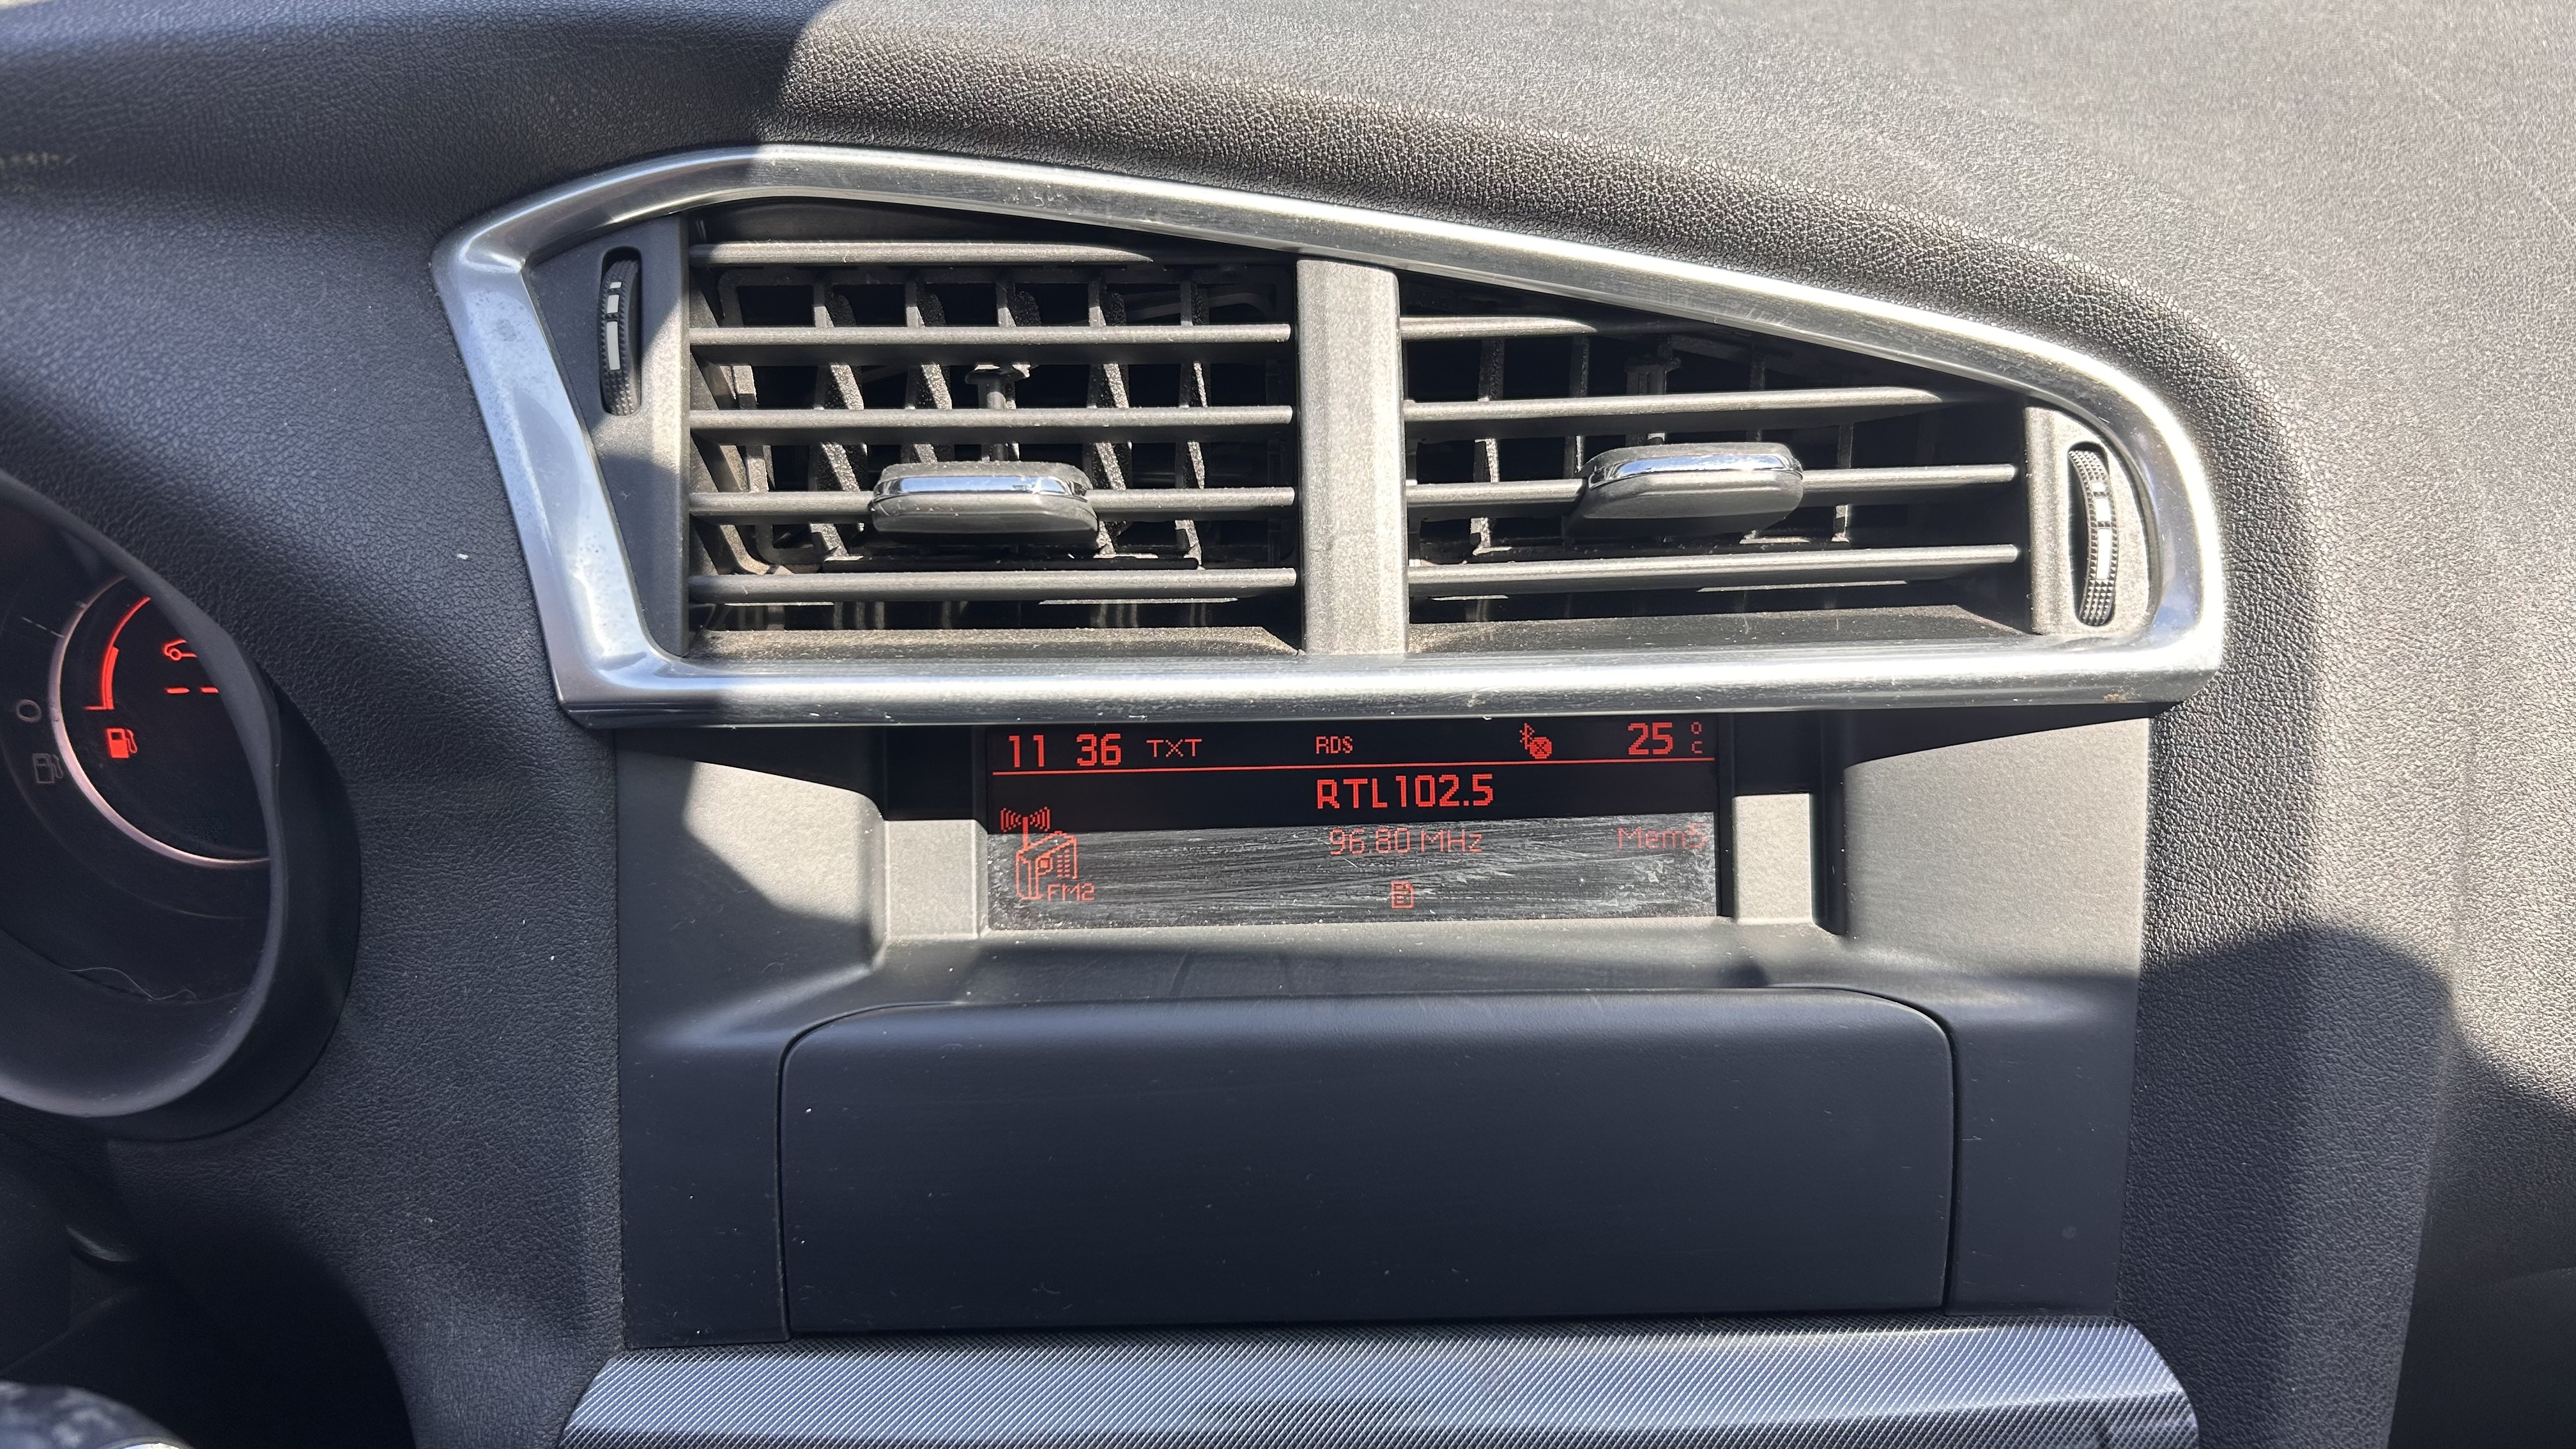 11 36 TXT RDS 25 °C
RTL102.5
96.80 MHz Mem5
FM2